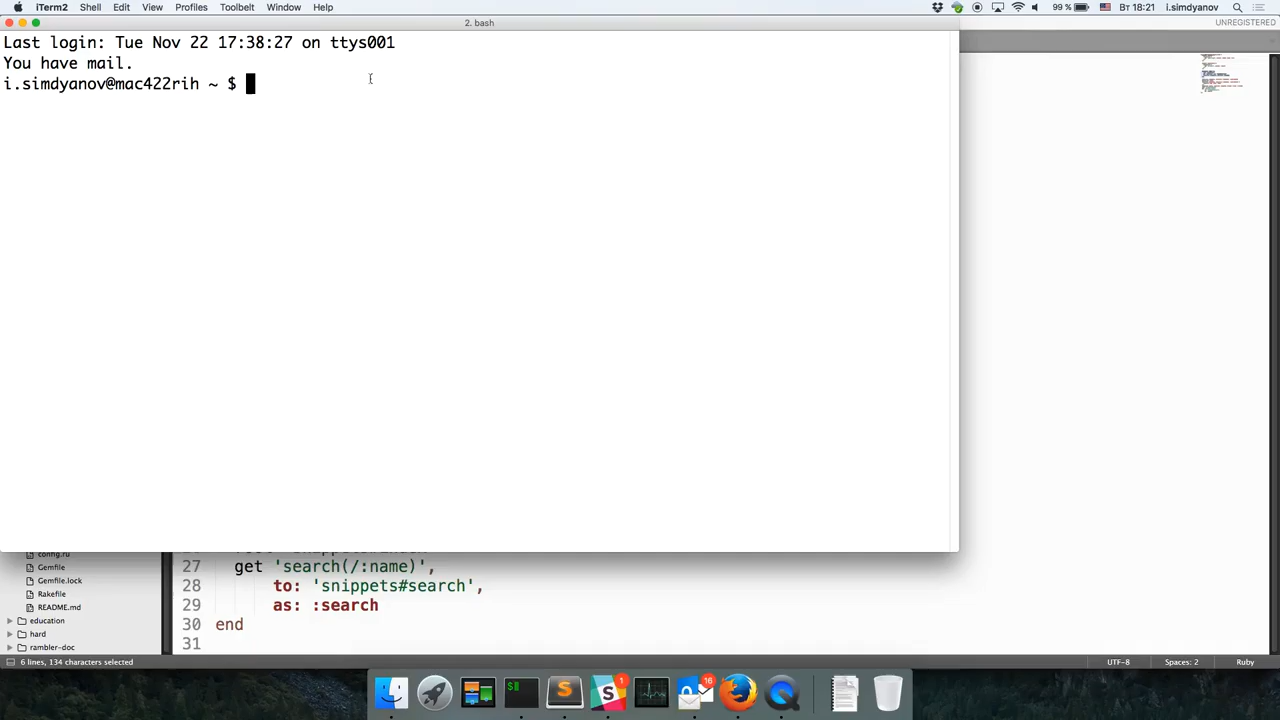 iTerm2 Shell Edit View Profiles Toolbelt Window Help 99 % Вт 18:21 i.simdyanov
2. bash
UNREGISTERED
Last login: Tue Nov 22 17:38:27 on ttys001
You have mail.
i.simdyanov@mac422rih ~ $
config.ru
Gemfile
Gemfile.lock
Rakefile
README.md
education
hard
rambler-doc
27 get 'search(/:name)',
28 to: 'snippets#search',
29 as: :search
30 end
31
6 lines, 134 characters selected UTF-8 Spaces: 2 Ruby
1
16